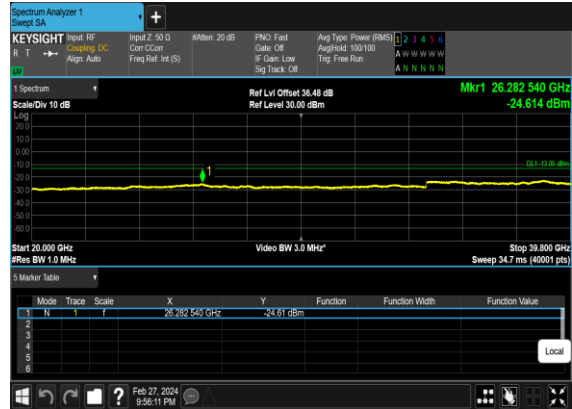 Spectrum Analyzer 1
Swept SA
+
KEYSIGHT Input: RF Input Z: 50 Ω #Atten: 20 dB PNO: Fast Avg Type: Power (RMS) 1 2 3 4 5 6
R T Coupling: DC Corr CCorr Gate: Off Avg|Hold: 100/100 A W W W W W
Align: Auto Freq Ref: Int (S) IF Gain: Low Trig: Free Run
Sig Track: Off A N N N N N
1 Spectrum
Ref Lvl Offset 36.48 dB Mkr1 26.282 540 GHz
Scale/Div 10 dB Ref Level 30.00 dBm -24.614 dBm
Log
20.0
10.0
0.00
-10.0
DL1 -13.00 dBm
1
-20.0
-30.0
-40.0
-50.0
-60.0
Start 20.000 GHz Video BW 3.0 MHz* Stop 39.800 GHz
#Res BW 1.0 MHz Sweep 34.7 ms (40001 pts)
5 Marker Table
Mode Trace Scale X Y Function Function Width Function Value
1 N 1 f 26.282 540 GHz -24.61 dBm
2
3
4
5
6
Local
? Feb 27, 2024
9:56:11 PM